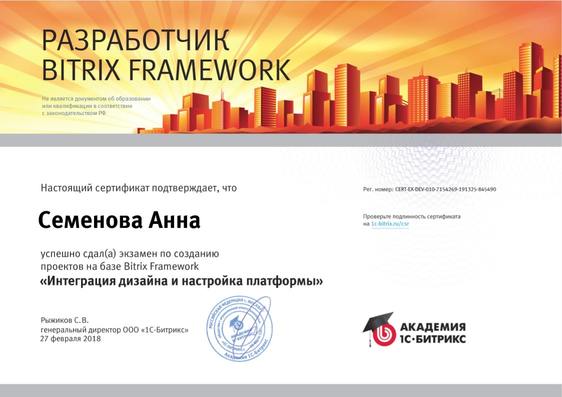 РАЗРАБОТЧИК
BITRIX FRAMEWORK
Не является документом об образовании
или квалификации в соответствии
с законодательством РФ
Настоящий сертификат подтверждает, что
Рег. номер: CERT-EX-DEV-010-7154269-191325-845490
Семенова Анна
Проверьте подлинность сертификата
на 1c-bitrix.ru/csr
успешно сдал(а) экзамен по созданию
проектов на базе Bitrix Framework
«Интеграция дизайна и настройка платформы»
Рыжиков С.В.
генеральный директор ООО «1С-Битрикс»
27 февраля 2018
АКАДЕМИЯ
1С-БИТРИКС